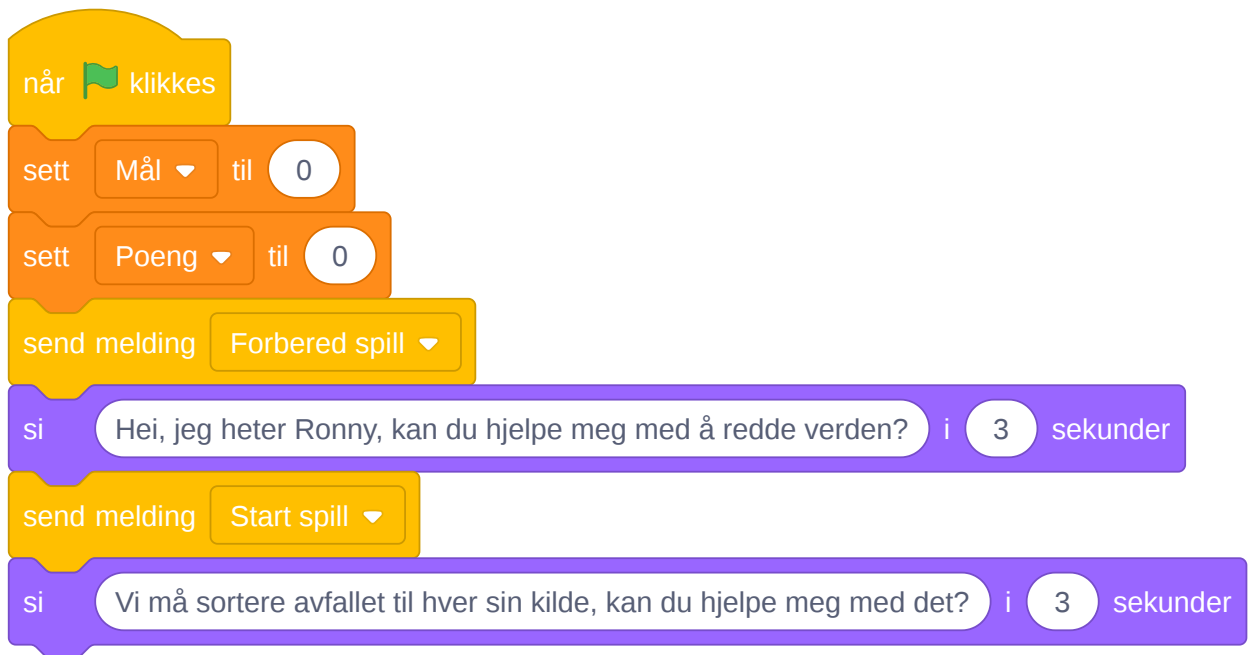 når klikkes
sett Mål til 0
sett Poeng til 0
send melding Forbered spill
si Hei, jeg heter Ronny, kan du hjelpe meg med å redde verden? i 3 sekunder
send melding Start spill
si Vi må sortere avfallet til hver sin kilde, kan du hjelpe meg med det? i 3 sekunder